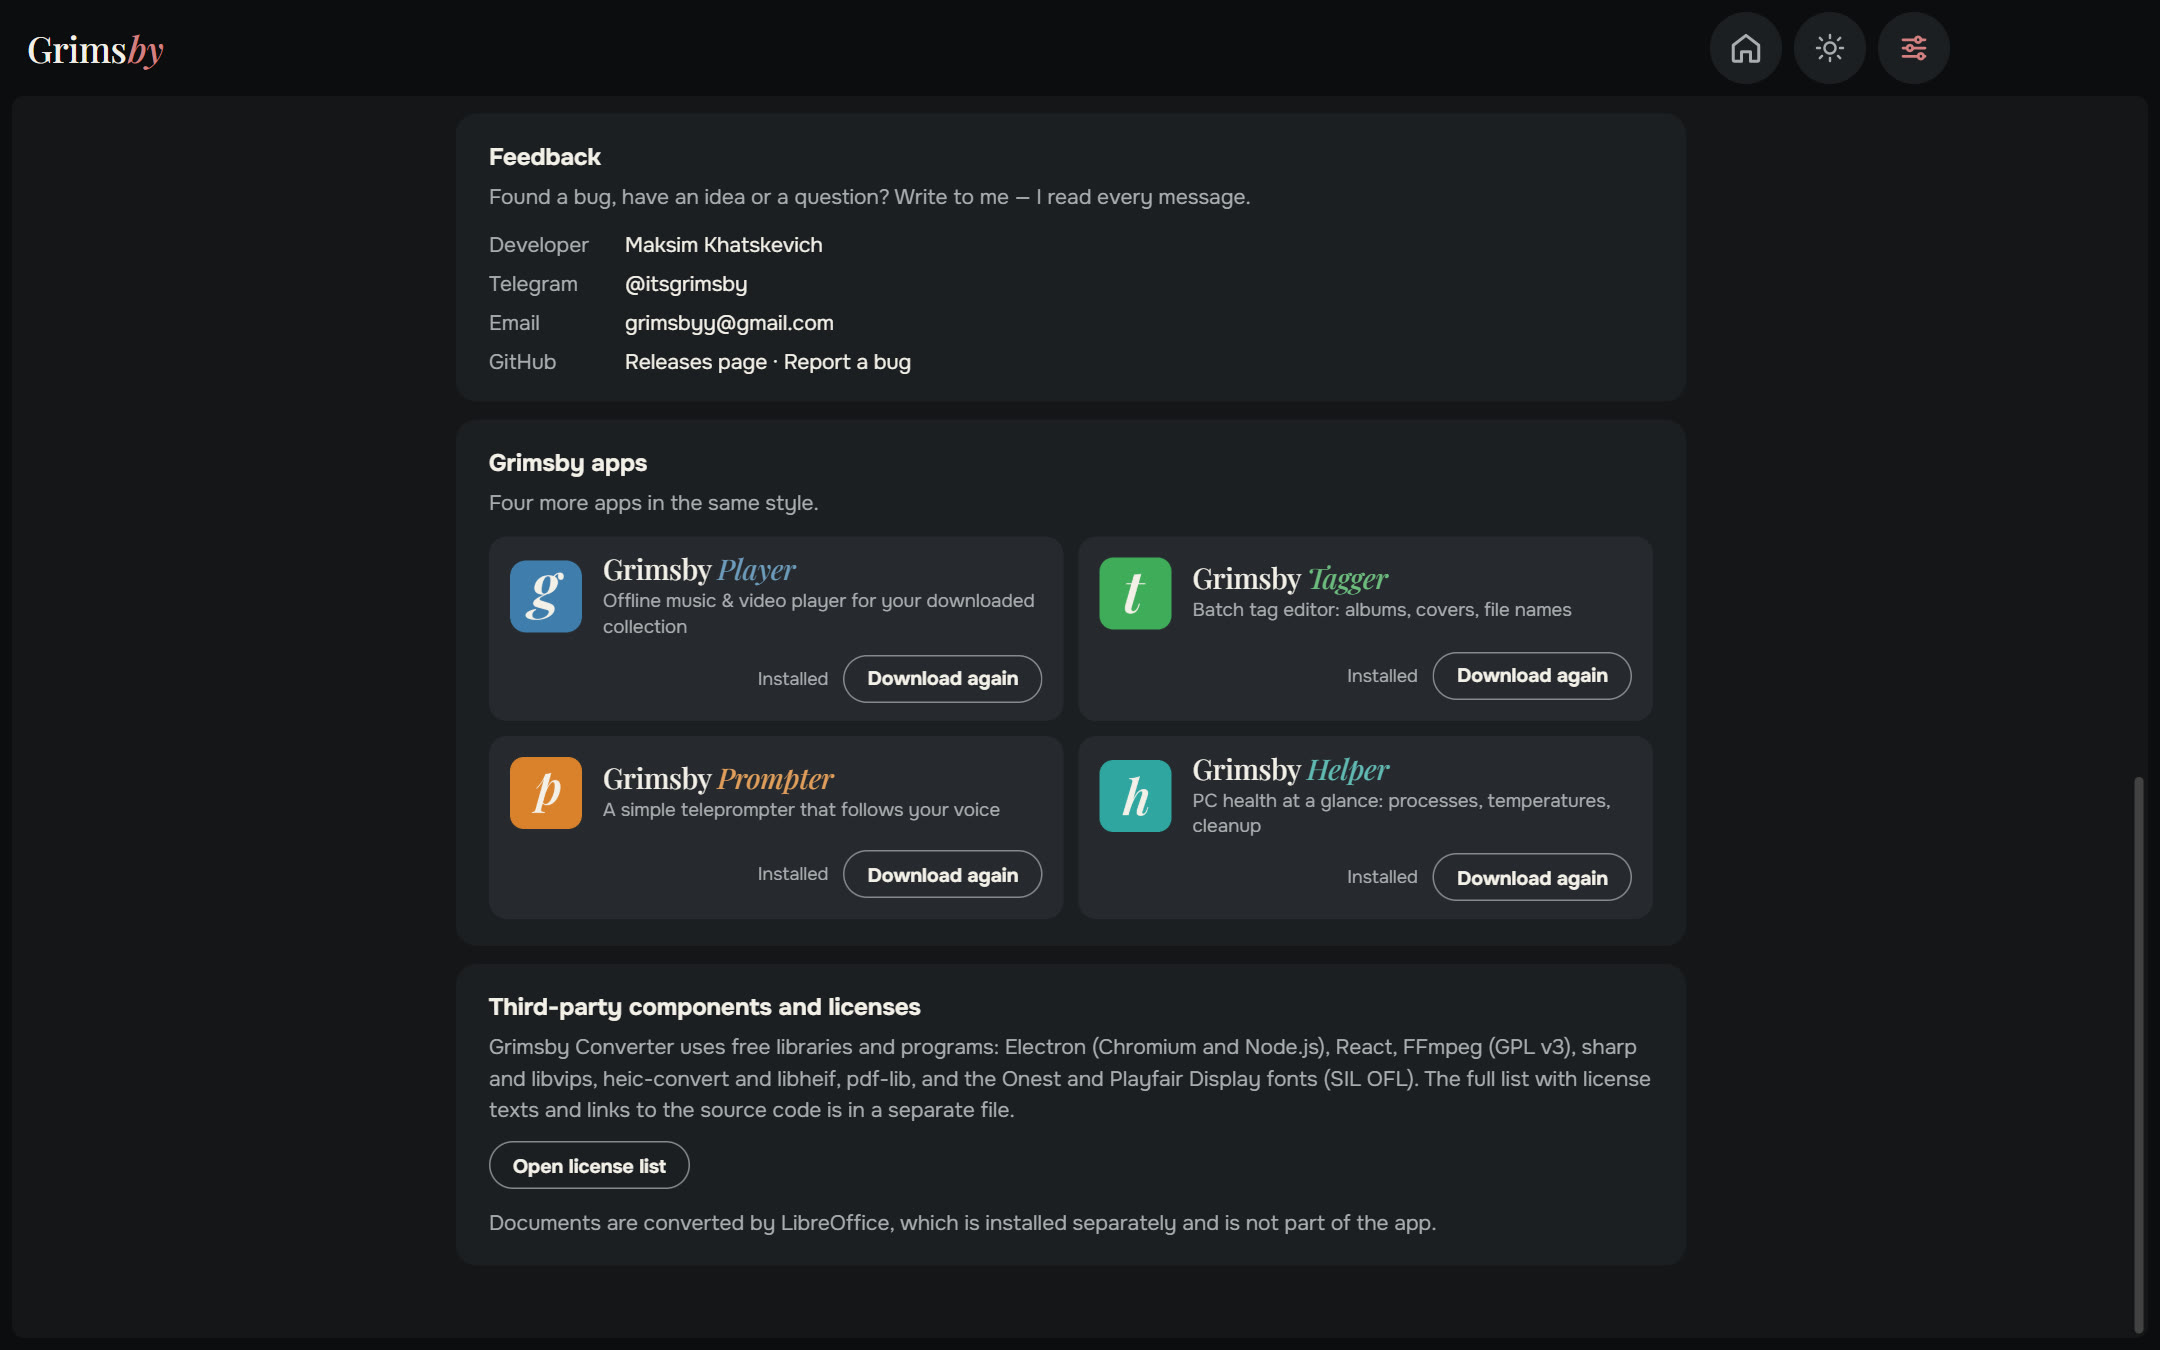 Grimsby
Feedback
Found a bug, have an idea or a question? Write to me — I read every message.
Developer Maksim Khatskevich
Telegram @itsgrimsby
Email grimsbyy@gmail.com
GitHub Releases page · Report a bug
Grimsby apps
Four more apps in the same style.
g
Grimsby Player
Offline music & video player for your downloaded
collection
Installed Download again
t
Grimsby Tagger
Batch tag editor: albums, covers, file names
Installed Download again
p
Grimsby Prompter
A simple teleprompter that follows your voice
Installed Download again
h
Grimsby Helper
PC health at a glance: processes, temperatures,
cleanup
Installed Download again
Third-party components and licenses
Grimsby Converter uses free libraries and programs: Electron (Chromium and Node.js), React, FFmpeg (GPL v3), sharp
and libvips, heic-convert and libheif, pdf-lib, and the Onest and Playfair Display fonts (SIL OFL). The full list with license
texts and links to the source code is in a separate file.
Open license list
Documents are converted by LibreOffice, which is installed separately and is not part of the app.